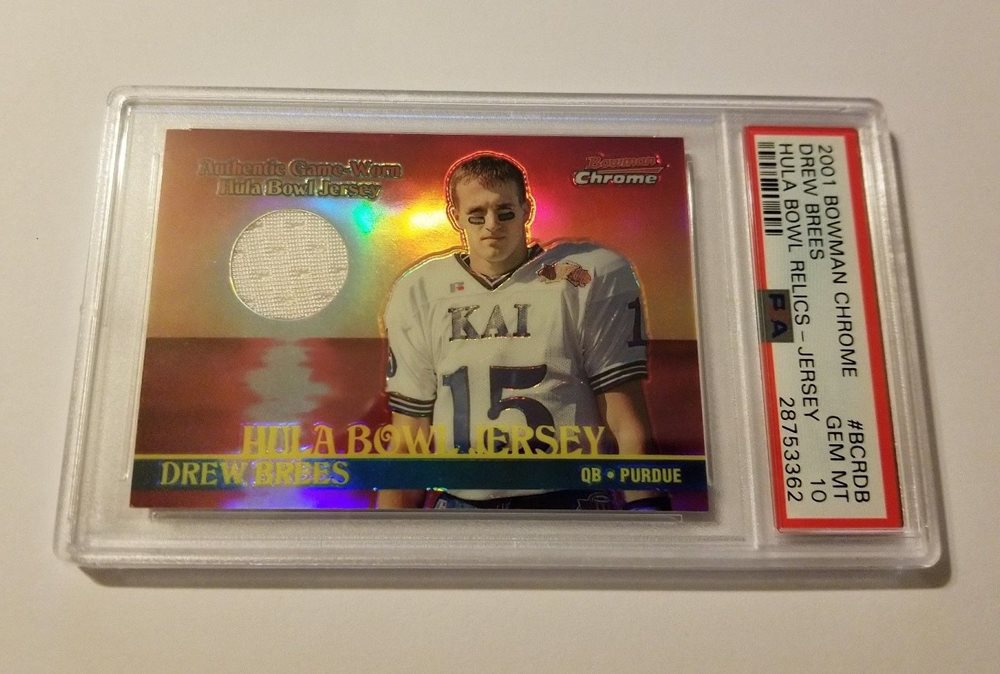 Authentic Game-Worn
Hula Bowl Jersey
Bowman
Chrome
KAI
15
1
HULA BOWL JERSEY
DREW BREES
QB • PURDUE
2001 BOWMAN CHROME #BCRDB
DREW BREES GEM MT
HULA BOWL RELICS - JERSEY 10
28753362
PSA